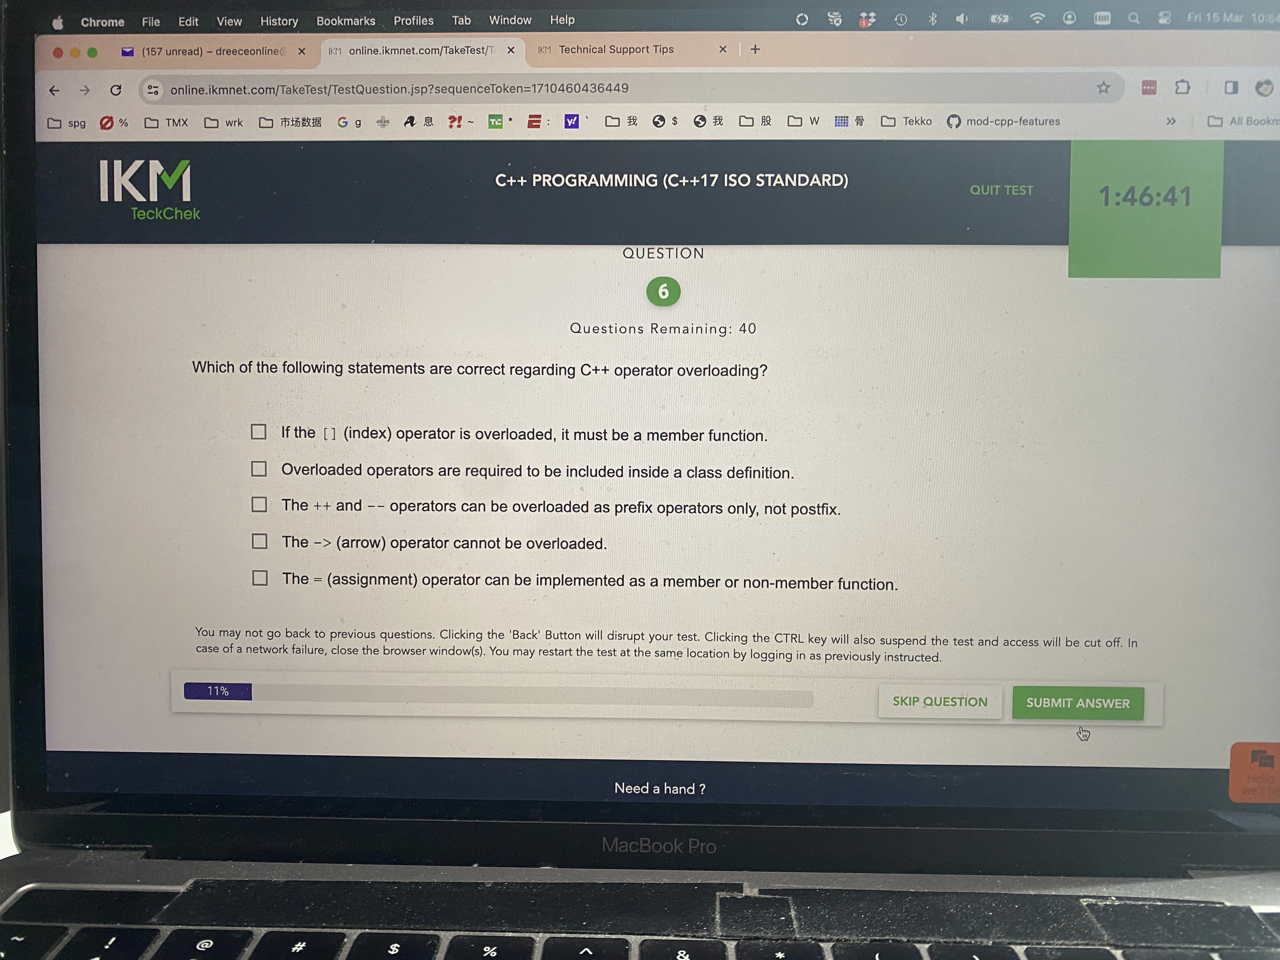 Chrome File Edit View History Bookmarks Profiles Tab Window Help Fri 15 Mar
(157 unread) – dreeceonline online.ikmnet.com/TakeTest/T IKM Technical Support Tips
online.ikmnet.com/TakeTest/TestQuestion.jsp?sequenceToken=1710460436449
spg % TMX wrk 市场数据 G g 息 ?! ~ TC : y! 我 $ 我 股 W 骨 Tekko mod-cpp-features » All Bookm
IKM
TeckChek
C++ PROGRAMMING (C++17 ISO STANDARD)
QUIT TEST
1:46:41
QUESTION
6
Questions Remaining: 40
Which of the following statements are correct regarding C++ operator overloading?
If the [] (index) operator is overloaded, it must be a member function.
Overloaded operators are required to be included inside a class definition.
The ++ and -- operators can be overloaded as prefix operators only, not postfix.
The -> (arrow) operator cannot be overloaded.
The = (assignment) operator can be implemented as a member or non-member function.
You may not go back to previous questions. Clicking the 'Back' Button will disrupt your test. Clicking the CTRL key will also suspend the test and access will be cut off. In
case of a network failure, close the browser window(s). You may restart the test at the same location by logging in as previously instructed.
11%
SKIP QUESTION SUBMIT ANSWER
Need a hand ?
MacBook Pro
~ ! @ # $ % ^ & * (